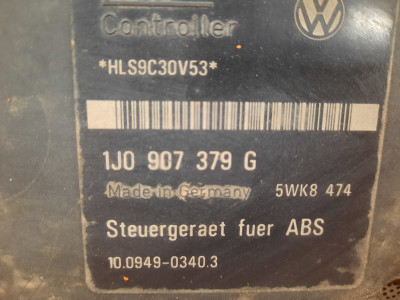 Controller
*HLS9C30V53*
1J0 907 379 G
Made in Germany 5WK8 474
Steuergeraet fuer ABS
10.0949-0340.3